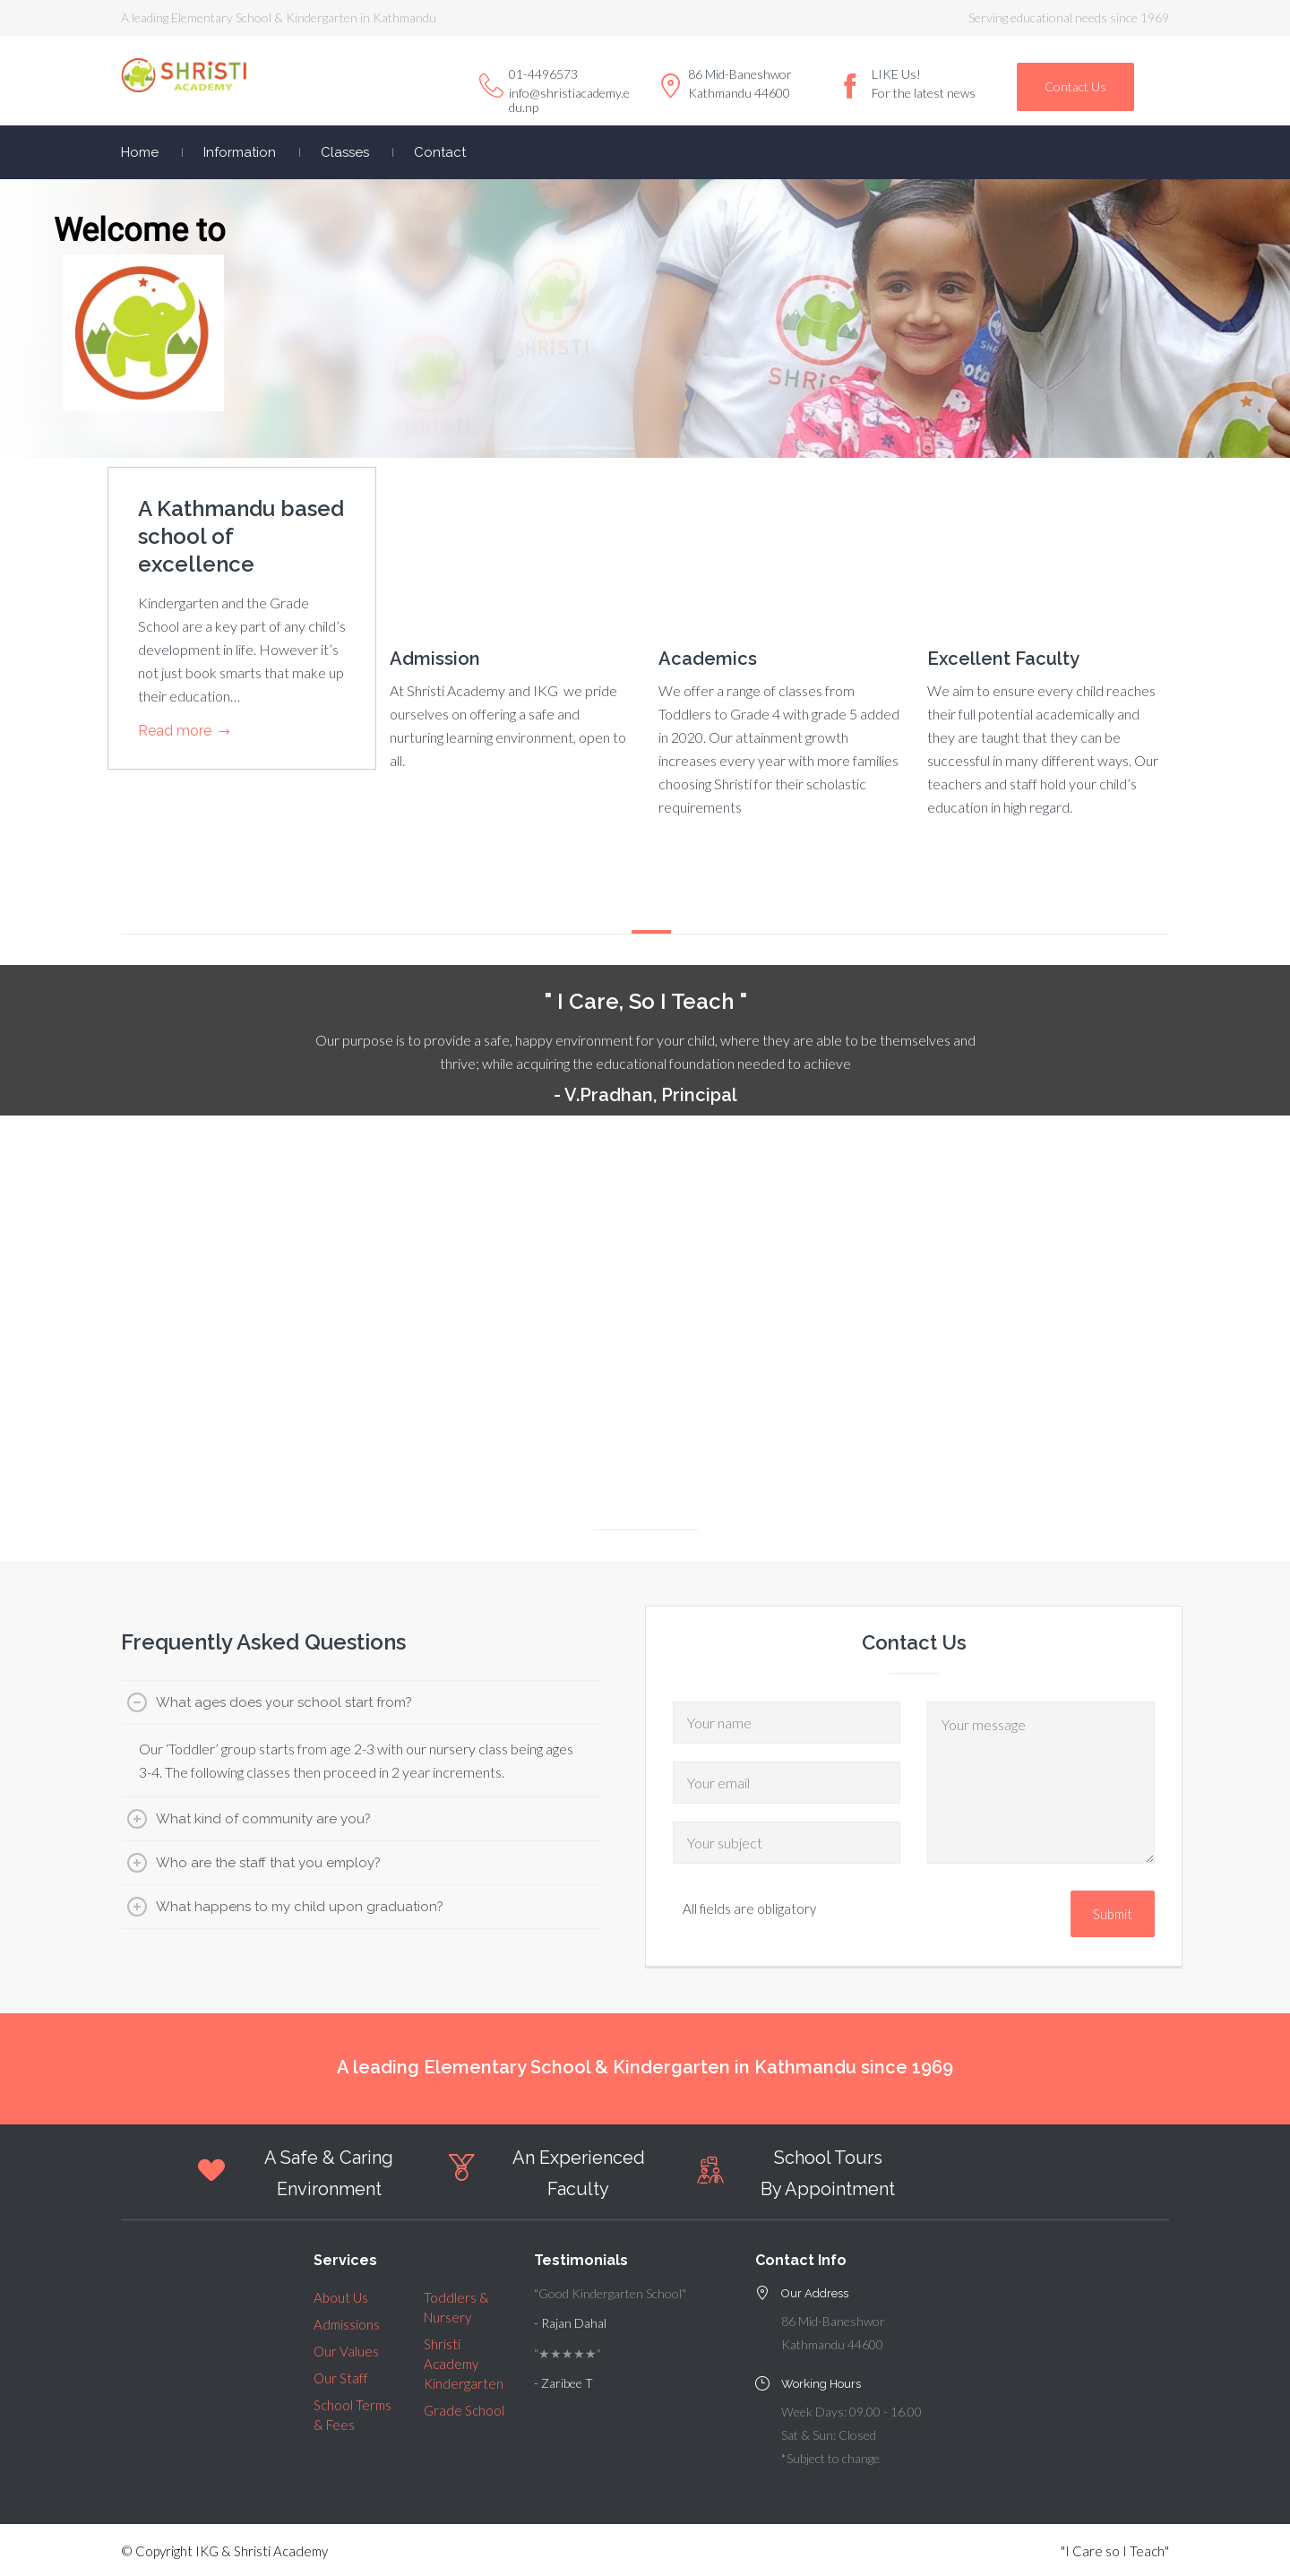 A leading Elementary School & Kindergarten in Kathmandu
Serving educational needs since 1969
SHRiSTi
ACADEMY
01-4496573
info@shristiacademy.e
du.np
86 Mid-Baneshwor
Kathmandu 44600
LIKE Us!
For the latest news
Contact Us
Home
Information
Classes
Contact
Welcome to
SHRISTI
A Kathmandu based
school of
excellence
Kindergarten and the Grade
School are a key part of any child’s
development in life. However it’s
not just book smarts that make up
their education…
Read more →
Admission
At Shristi Academy and IKG we pride
ourselves on offering a safe and
nurturing learning environment, open to
all.
Academics
We offer a range of classes from
Toddlers to Grade 4 with grade 5 added
in 2020. Our attainment growth
increases every year with more families
choosing Shristi for their scholastic
requirements
Excellent Faculty
We aim to ensure every child reaches
their full potential academically and
they are taught that they can be
successful in many different ways. Our
teachers and staff hold your child’s
education in high regard.
" I Care, So I Teach "
Our purpose is to provide a safe, happy environment for your child, where they are able to be themselves and
thrive; while acquiring the educational foundation needed to achieve
- V.Pradhan, Principal
Frequently Asked Questions
What ages does your school start from?
Our ’Toddler’ group starts from age 2-3 with our nursery class being ages
3-4. The following classes then proceed in 2 year increments.
What kind of community are you?
Who are the staff that you employ?
What happens to my child upon graduation?
Contact Us
Your name
Your email
Your subject
Your message
All fields are obligatory
Submit
A leading Elementary School & Kindergarten in Kathmandu since 1969
A Safe & Caring
Environment
An Experienced
Faculty
School Tours
By Appointment
Services
About Us
Admissions
Our Values
Our Staff
School Terms
& Fees
Toddlers &
Nursery
Shristi
Academy
Kindergarten
Grade School
Testimonials
"Good Kindergarten School"
- Rajan Dahal
"★★★★★"
- Zaribee T
Contact Info
Our Address
86 Mid-Baneshwor
Kathmandu 44600
Working Hours
Week Days: 09.00 - 16.00
Sat & Sun: Closed
*Subject to change
© Copyright IKG & Shristi Academy
"I Care so I Teach"